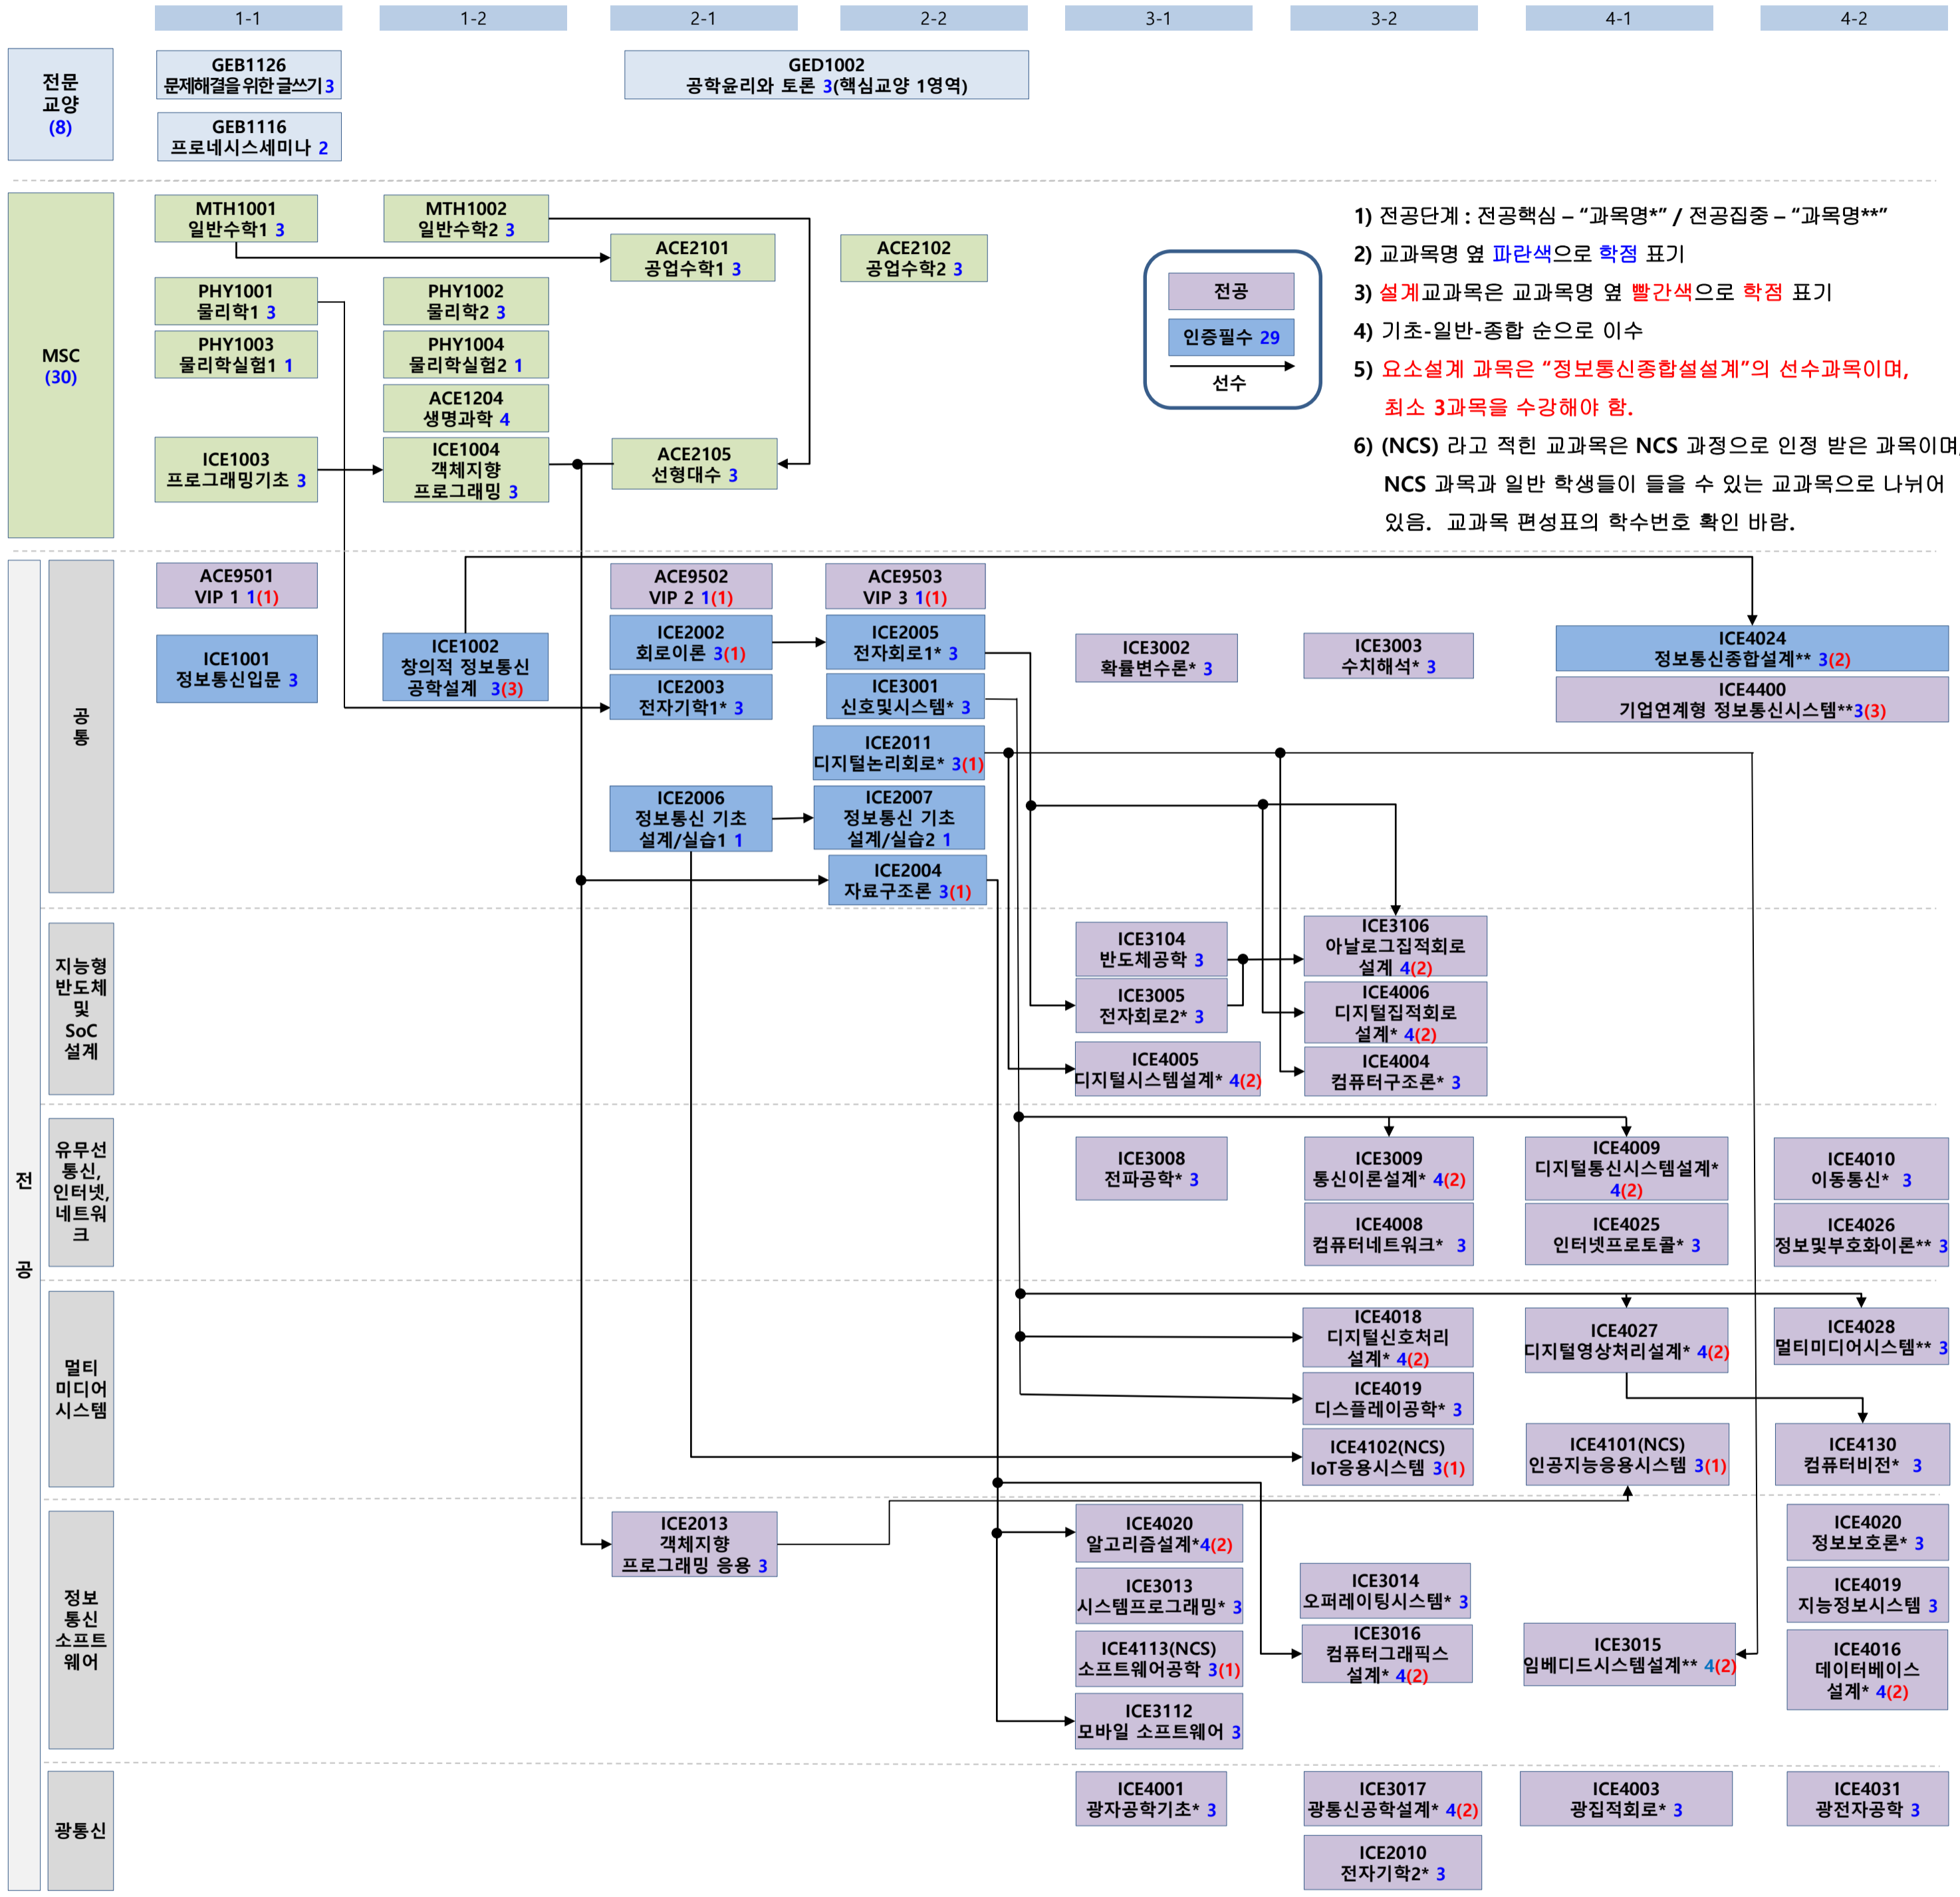 1-1
1-2
2-1
2-2
3-1
3-2
4-1
4-2
전문
교양
(8)
GEB1126
문제해결을 위한 글쓰기 3
GED1002
공학윤리와 토론 3(핵심교양 1영역)
GEB1116
프로네시스세미나 2
MSC
(30)
MTH1001
일반수학1 3
MTH1002
일반수학2 3
ACE2101
공업수학1 3
ACE2102
공업수학2 3
PHY1001
물리학1 3
PHY1002
물리학2 3
PHY1003
물리학실험1 1
PHY1004
물리학실험2 1
ACE1204
생명과학 4
ICE1003
프로그래밍기초 3
ICE1004
객체지향
프로그래밍 3
ACE2105
선형대수 3
전공
인증필수 29
선수
1) 전공단계 : 전공핵심 – “과목명*” / 전공집중 – “과목명**”
2) 교과목명 옆 파란색으로 학점 표기
3) 설계교과목은 교과목명 옆 빨간색으로 학점 표기
4) 기초-일반-종합 순으로 이수
5) 요소설계 과목은 “정보통신종합설설계”의 선수과목이며,
최소 3과목을 수강해야 함.
6) (NCS) 라고 적힌 교과목은 NCS 과정으로 인정 받은 과목이며,
NCS 과목과 일반 학생들이 들을 수 있는 교과목으로 나뉘어
있음. 교과목 편성표의 학수번호 확인 바람.
전
공
공
통
ACE9501
VIP 1 1(1)
ACE9502
VIP 2 1(1)
ACE9503
VIP 3 1(1)
ICE1001
정보통신입문 3
ICE1002
창의적 정보통신
공학설계 3(3)
ICE2002
회로이론 3(1)
ICE2005
전자회로1* 3
ICE3002
확률변수론* 3
ICE3003
수치해석* 3
ICE4024
정보통신종합설계** 3(2)
ICE2003
전자기학1* 3
ICE3001
신호및시스템* 3
ICE4400
기업연계형 정보통신시스템**3(3)
ICE2011
디지털논리회로* 3(1)
ICE2006
정보통신 기초
설계/실습1 1
ICE2007
정보통신 기초
설계/실습2 1
ICE2004
자료구조론 3(1)
지능형
반도체
및
SoC
설계
ICE3104
반도체공학 3
ICE3106
아날로그집적회로
설계 4(2)
ICE3005
전자회로2* 3
ICE4006
디지털집적회로
설계* 4(2)
ICE4005
디지털시스템설계* 4(2)
ICE4004
컴퓨터구조론* 3
유무선
통신,
인터넷,
네트워
크
ICE3008
전파공학* 3
ICE3009
통신이론설계* 4(2)
ICE4009
디지털통신시스템설계*
4(2)
ICE4010
이동통신* 3
ICE4008
컴퓨터네트워크* 3
ICE4025
인터넷프로토콜* 3
ICE4026
정보및부호화이론** 3
멀티
미디어
시스템
ICE4018
디지털신호처리
설계* 4(2)
ICE4027
디지털영상처리설계* 4(2)
ICE4028
멀티미디어시스템** 3
ICE4019
디스플레이공학* 3
ICE4102(NCS)
IoT응용시스템 3(1)
ICE4101(NCS)
인공지능응용시스템 3(1)
ICE4130
컴퓨터비전* 3
정보
통신
소프트
웨어
ICE2013
객체지향
프로그래밍 응용 3
ICE4020
알고리즘설계*4(2)
ICE4020
정보보호론* 3
ICE3013
시스템프로그래밍* 3
ICE3014
오퍼레이팅시스템* 3
ICE4019
지능정보시스템 3
ICE4113(NCS)
소프트웨어공학 3(1)
ICE3016
컴퓨터그래픽스
설계* 4(2)
ICE3015
임베디드시스템설계** 4(2)
ICE4016
데이터베이스
설계* 4(2)
ICE3112
모바일 소프트웨어 3
광통신
ICE4001
광자공학기초* 3
ICE3017
광통신공학설계* 4(2)
ICE4003
광집적회로* 3
ICE4031
광전자공학 3
ICE2010
전자기학2* 3